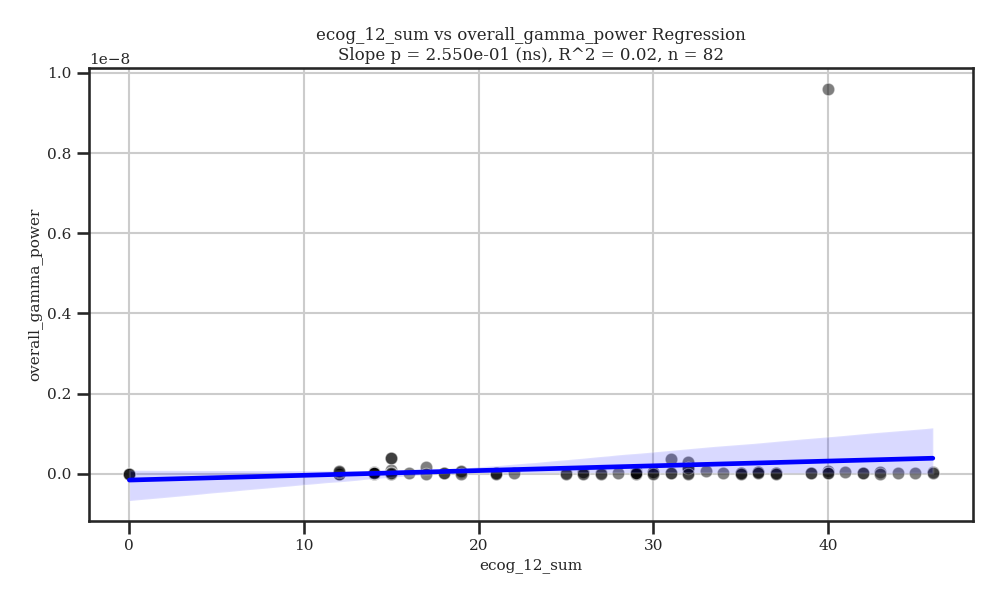 ecog_12_sum vs overall_gamma_power Regression
Slope p = 2.550e-01 (ns), R^2 = 0.02, n = 82
1e−8
1.0
0.8
0.6
0.4
0.2
0.0
overall_gamma_power
0 10 20 30 40
ecog_12_sum